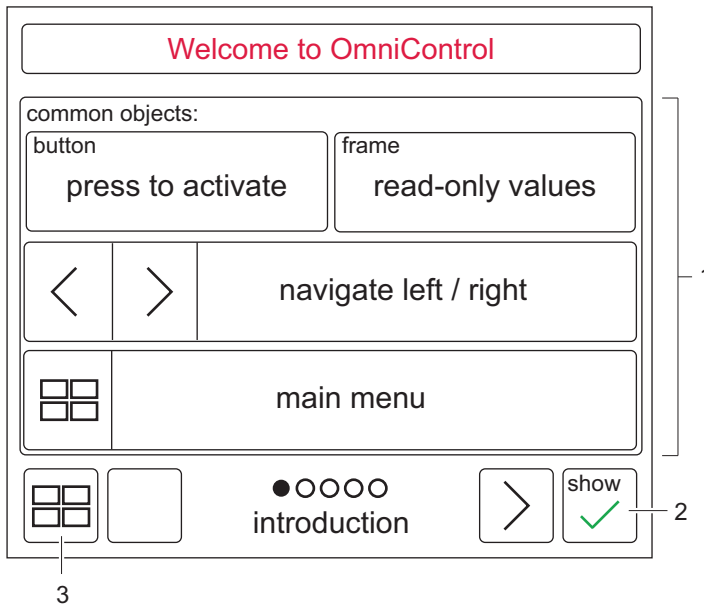 Welcome to OmniControl
common objects:
button
press to activate
frame
read-only values
navigate left / right
main menu
1
show
introduction
2
3